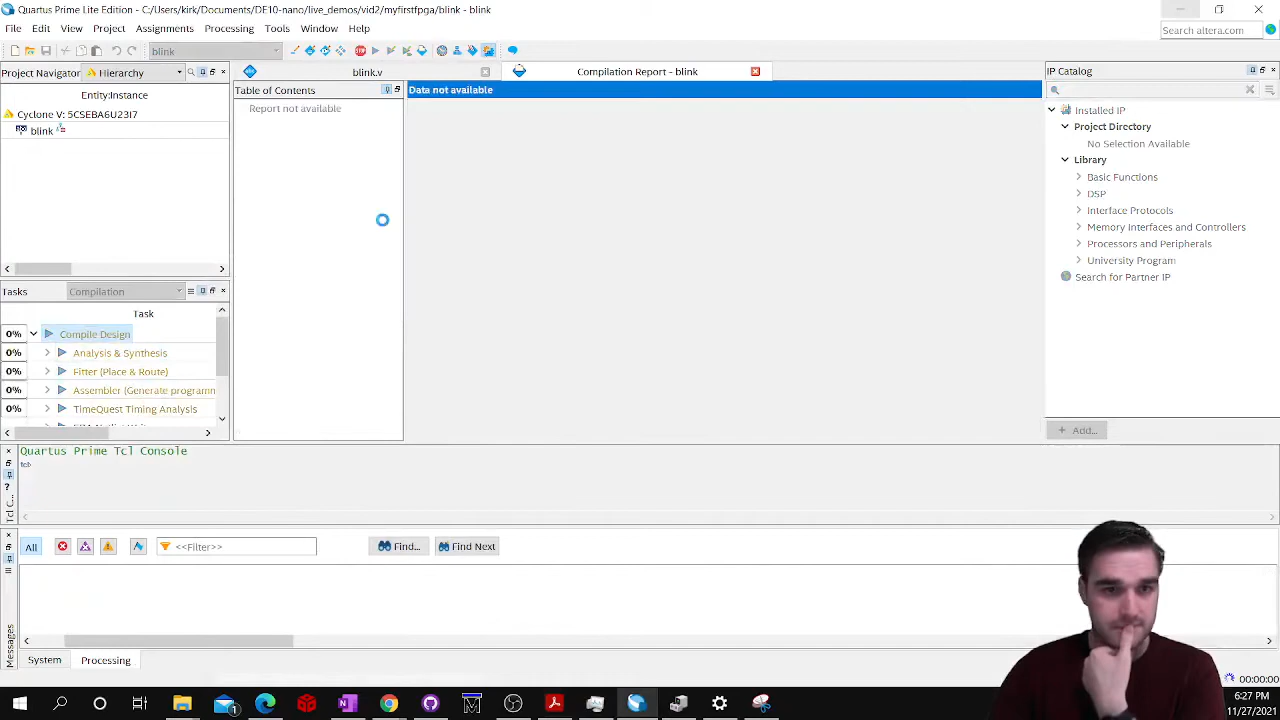 Quartus Prime Lite Edition - C:/Users/kirk/Documents/DE10-nano/live_demos/vid2/myfirstfpga/blink - blink
File Edit View Project Assignments Processing Tools Window Help
Search altera.com
blink
Project Navigator Hierarchy
blink.v
Compilation Report - blink
IP Catalog
Entity:Instance
Cyclone V: 5CSEBA6U23I7
blink
Table of Contents
Report not available
Data not available
Installed IP
Project Directory
No Selection Available
Library
Basic Functions
DSP
Interface Protocols
Memory Interfaces and Controllers
Processors and Peripherals
University Program
Search for Partner IP
+ Add...
Tasks Compilation
Task
0% Compile Design
0% Analysis & Synthesis
0% Fitter (Place & Route)
0% Assembler (Generate programm
0% TimeQuest Timing Analysis
Quartus Prime Tcl Console
tcl>
Tcl C...
All <<Filter>> Find... Find Next
Messages
System Processing
00:00:00
6:27 PM
11/27/2021